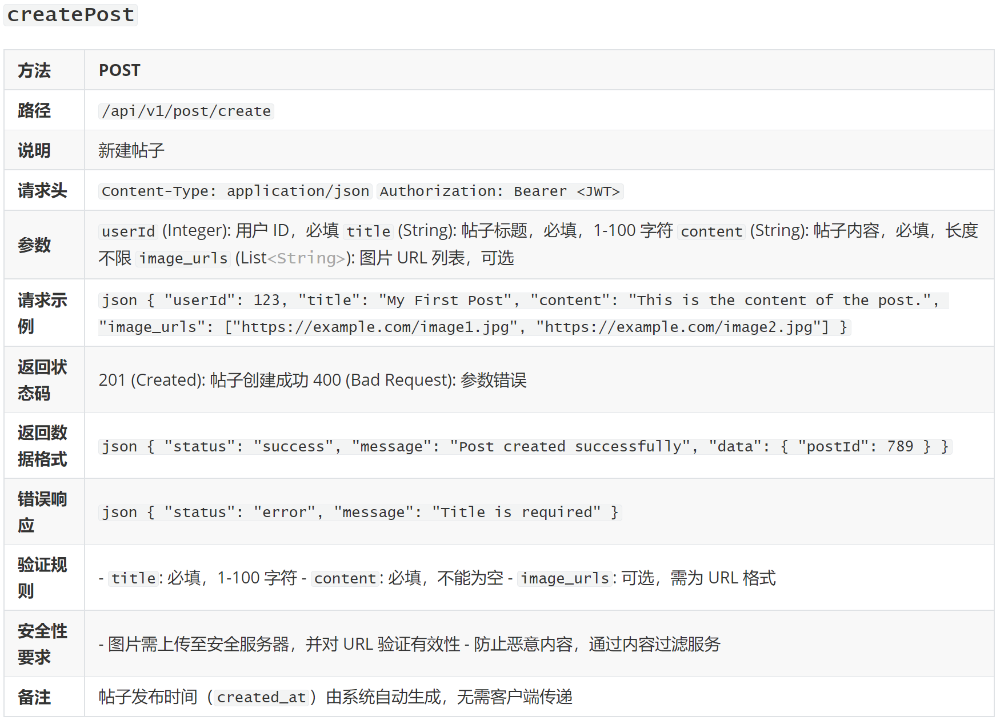 createPost
方法 POST
路径 /api/v1/post/create
说明 新建帖子
请求头 Content-Type: application/json Authorization: Bearer <JWT>
参数 userId (Integer): 用户 ID，必填 title (String): 帖子标题，必填，1-100 字符 content (String): 帖子内容，必填，长度
不限 image_urls (List<String>): 图片 URL 列表，可选
请求示
例
json { "userId": 123, "title": "My First Post", "content": "This is the content of the post.",
"image_urls": ["https://example.com/image1.jpg", "https://example.com/image2.jpg"] }
返回状
态码
201 (Created): 帖子创建成功 400 (Bad Request): 参数错误
返回数
据格式
json { "status": "success", "message": "Post created successfully", "data": { "postId": 789 } }
错误响
应
json { "status": "error", "message": "Title is required" }
验证规
则
- title: 必填，1-100 字符 - content: 必填，不能为空 - image_urls: 可选，需为 URL 格式
安全性
要求
- 图片需上传至安全服务器，并对 URL 验证有效性 - 防止恶意内容，通过内容过滤服务
备注 帖子发布时间（created_at）由系统自动生成，无需客户端传递